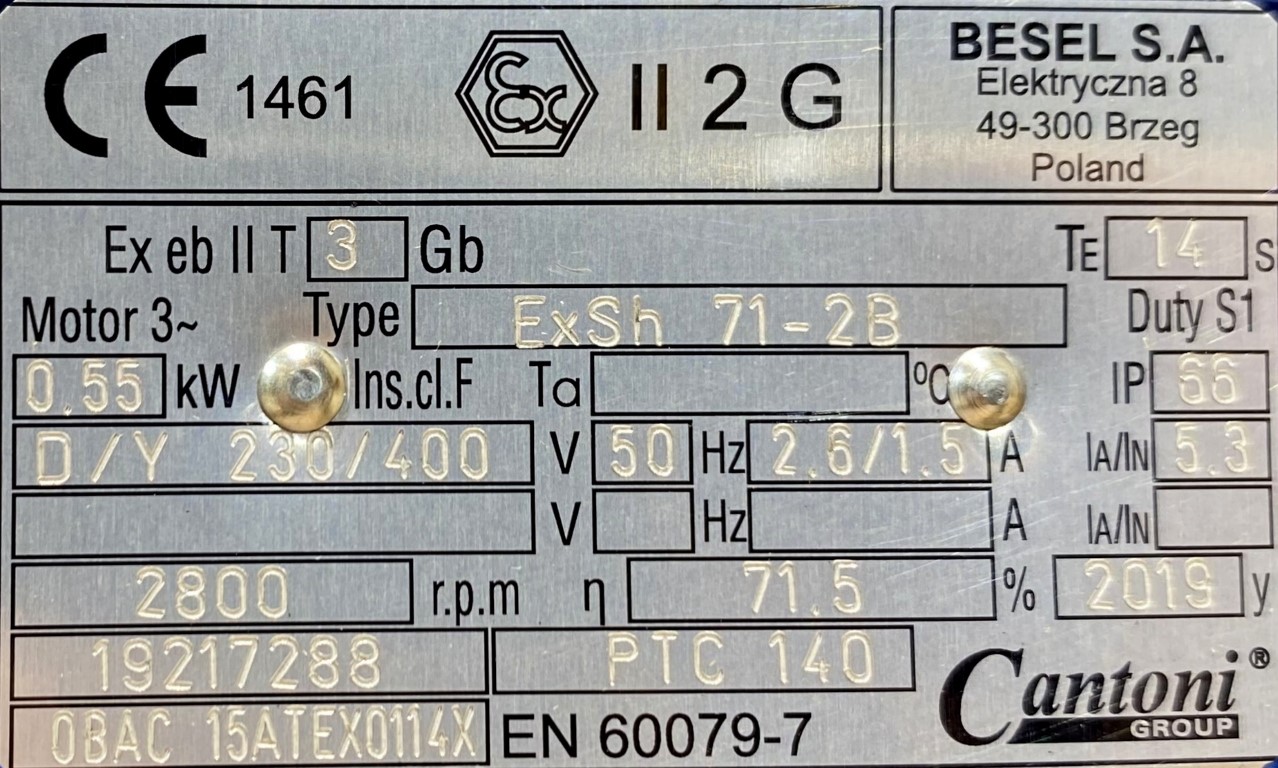 CE 1461 Ex II 2 G
BESEL S.A.
Elektryczna 8
49-300 Brzeg
Poland
Ex eb II T 3 Gb TE 14 s
Motor 3~ Type ExSh 71-2B Duty S1
0.55 kW Ins.cl.F Ta °C IP 66
D/Y 230/400 V 50 Hz 2.6/1.5 A IA/IN 5.3
V Hz A IA/IN
2800 r.p.m η 71.5 % 2019 y
19217288 PTC 140
OBAC 15ATEX0114X EN 60079-7
Cantoni®
GROUP